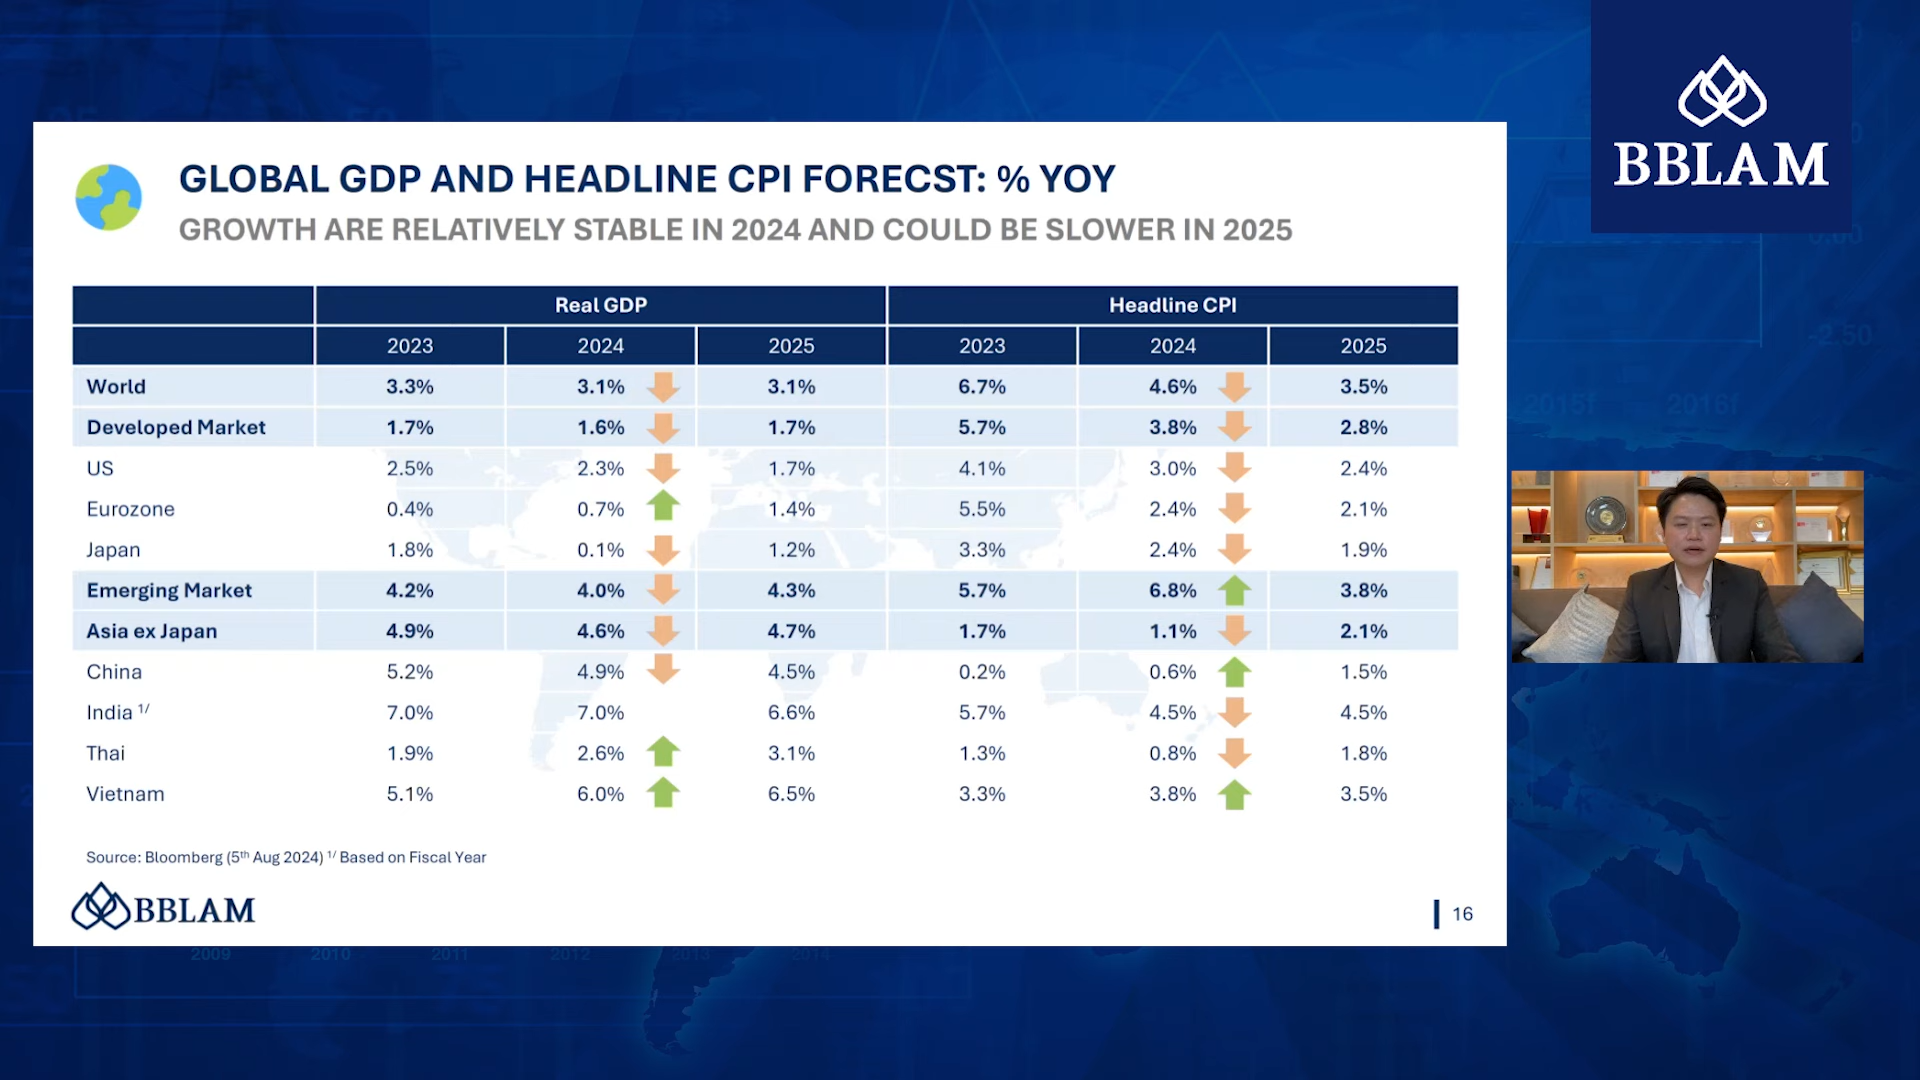 BBLAM
GLOBAL GDP AND HEADLINE CPI FORECST: % YOY
GROWTH ARE RELATIVELY STABLE IN 2024 AND COULD BE SLOWER IN 2025
Real GDP Headline CPI
2023 2024 2025 2023 2024 2025
World 3.3% 3.1% 3.1% 6.7% 4.6% 3.5%
Developed Market 1.7% 1.6% 1.7% 5.7% 3.8% 2.8%
US 2.5% 2.3% 1.7% 4.1% 3.0% 2.4%
Eurozone 0.4% 0.7% 1.4% 5.5% 2.4% 2.1%
Japan 1.8% 0.1% 1.2% 3.3% 2.4% 1.9%
Emerging Market 4.2% 4.0% 4.3% 5.7% 6.8% 3.8%
Asia ex Japan 4.9% 4.6% 4.7% 1.7% 1.1% 2.1%
China 5.2% 4.9% 4.5% 0.2% 0.6% 1.5%
India 1/ 7.0% 7.0% 6.6% 5.7% 4.5% 4.5%
Thai 1.9% 2.6% 3.1% 1.3% 0.8% 1.8%
Vietnam 5.1% 6.0% 6.5% 3.3% 3.8% 3.5%
Source: Bloomberg (5th Aug 2024) 1/ Based on Fiscal Year
BBLAM
16
-2.50
2015f 2016f
2009 2010 2011 2012 2013 2014